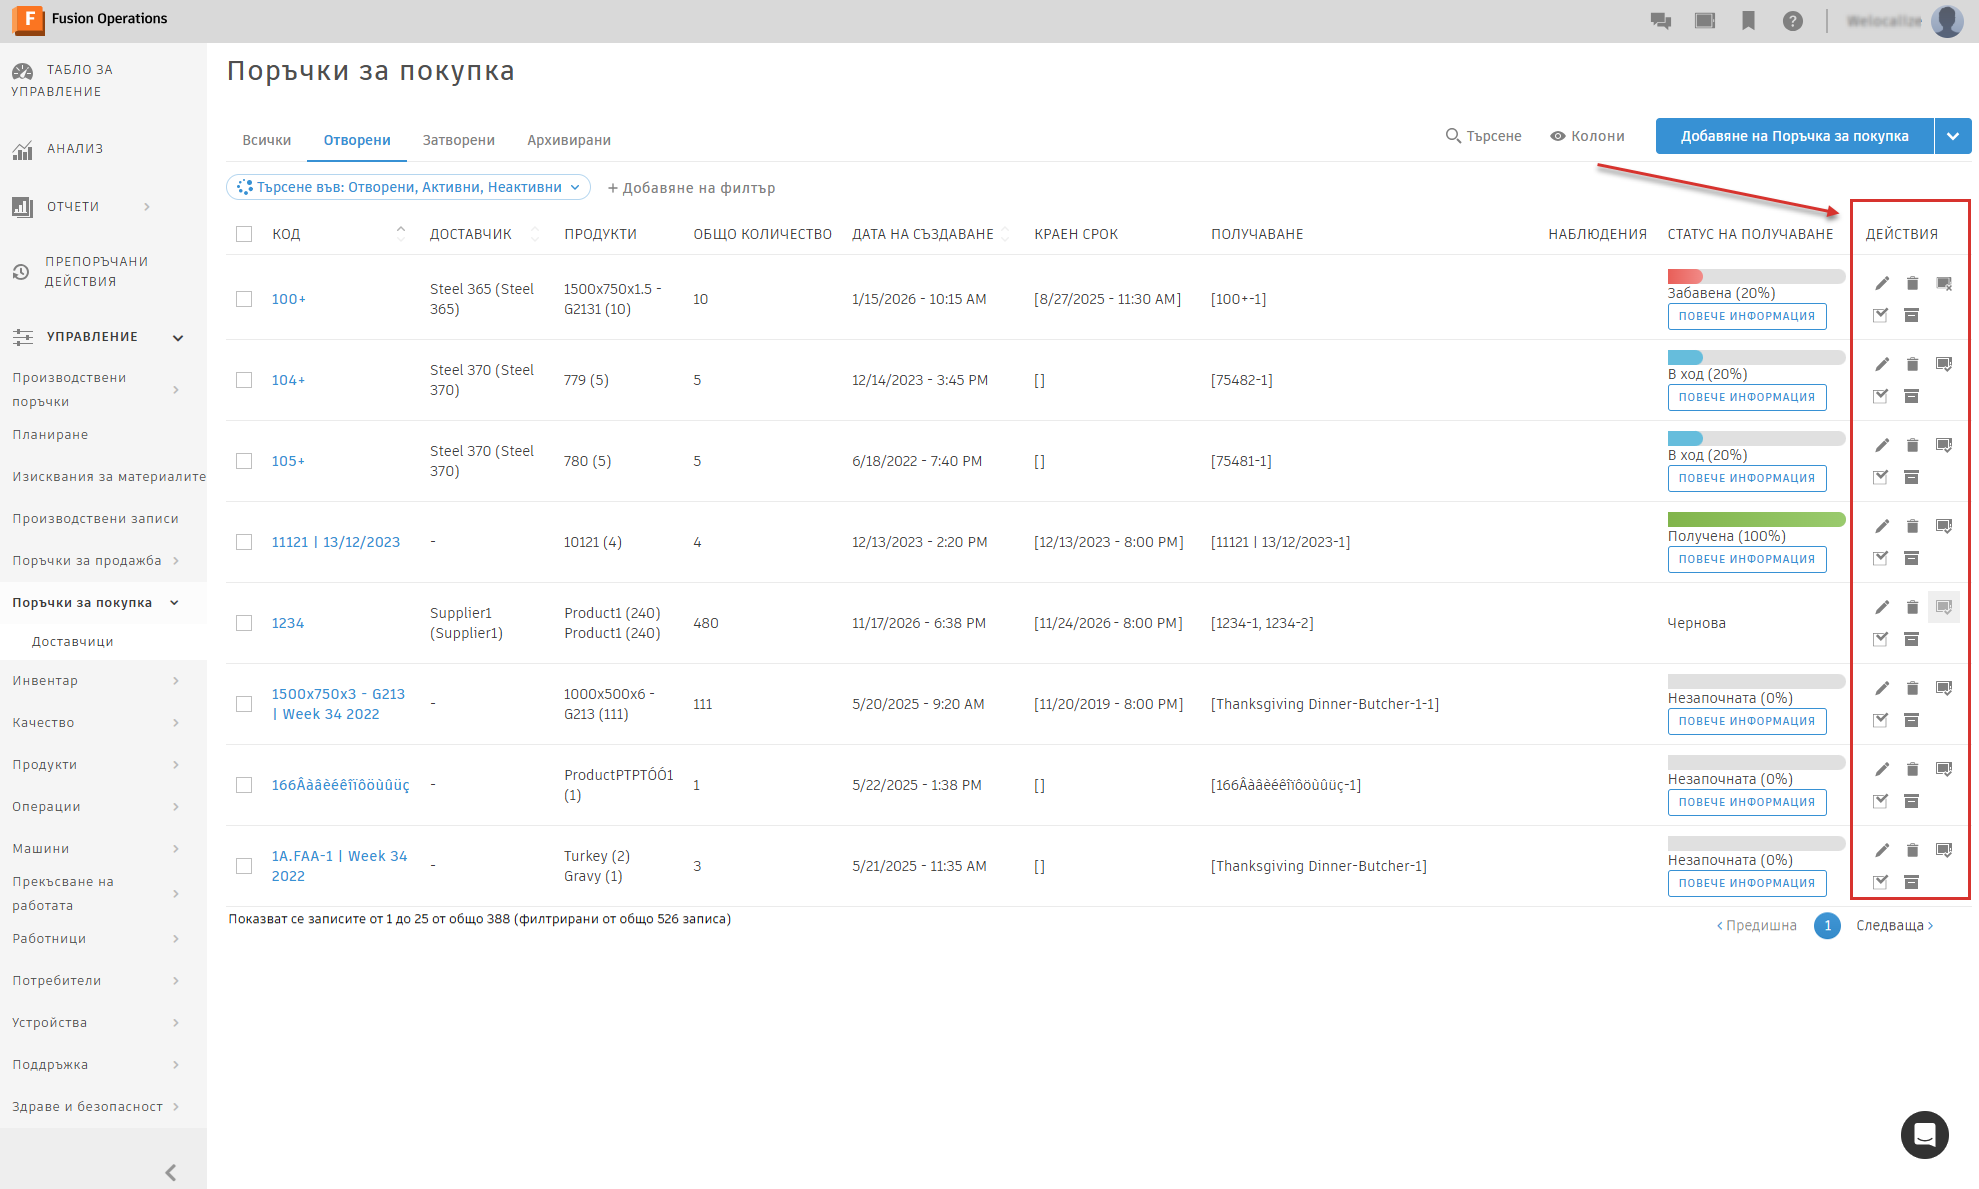 Fusion Operations
ТАБЛО ЗА
УПРАВЛЕНИЕ
АНАЛИЗ
ОТЧЕТИ
ПРЕПОРЪЧАНИ
ДЕЙСТВИЯ
УПРАВЛЕНИЕ
Производствени
поръчки
Планиране
Изисквания за материалите
Производствени записи
Поръчки за продажба
Поръчки за покупка
Доставчици
Инвентар
Качество
Продукти
Операции
Машини
Прекъсване на
работата
Работници
Потребители
Устройства
Поддръжка
Здраве и безопасност
Поръчки за покупка
Всички Отворени Затворени Архивирани
Търсене Колони Добавяне на Поръчка за покупка
Търсене във: Отворени, Активни, Неактивни + Добавяне на филтър
КОД ДОСТАВЧИК ПРОДУКТИ ОБЩО КОЛИЧЕСТВО ДАТА НА СЪЗДАВАНЕ КРАЕН СРОК ПОЛУЧАВАНЕ НАБЛЮДЕНИЯ СТАТУС НА ПОЛУЧАВАНЕ ДЕЙСТВИЯ
100+ Steel 365 (Steel 365) 1500x750x1.5 - G2131 (10) 10 1/15/2026 - 10:15 AM [8/27/2025 - 11:30 AM] [100+-1] Забавена (20%)
ПОВЕЧЕ ИНФОРМАЦИЯ
104+ Steel 370 (Steel 370) 779 (5) 5 12/14/2023 - 3:45 PM [] [75482-1] В ход (20%)
ПОВЕЧЕ ИНФОРМАЦИЯ
105+ Steel 370 (Steel 370) 780 (5) 5 6/18/2022 - 7:40 PM [] [75481-1] В ход (20%)
ПОВЕЧЕ ИНФОРМАЦИЯ
11121 | 13/12/2023 - 10121 (4) 4 12/13/2023 - 2:20 PM [12/13/2023 - 8:00 PM] [11121 | 13/12/2023-1] Получена (100%)
ПОВЕЧЕ ИНФОРМАЦИЯ
1234 Supplier1 (Supplier1) Product1 (240) Product1 (240) 480 11/17/2026 - 6:38 PM [11/24/2026 - 8:00 PM] [1234-1, 1234-2] Чернова
1500x750x3 - G213 | Week 34 2022 - 1000x500x6 - G213 (111) 111 5/20/2025 - 9:20 AM [11/20/2019 - 8:00 PM] [Thanksgiving Dinner-Butcher-1-1] Незапочната (0%)
ПОВЕЧЕ ИНФОРМАЦИЯ
166Âàâèéêîïôöùûüç - ProductPTPTÓÓ1 (1) 1 5/22/2025 - 1:38 PM [] [166Âàâèéêîïôöùûüç-1] Незапочната (0%)
ПОВЕЧЕ ИНФОРМАЦИЯ
1A.FAA-1 | Week 34 2022 - Turkey (2) Gravy (1) 3 5/21/2025 - 11:35 AM [] [Thanksgiving Dinner-Butcher-1] Незапочната (0%)
ПОВЕЧЕ ИНФОРМАЦИЯ
Показват се записите от 1 до 25 от общо 388 (филтрирани от общо 526 записа)
Предишна 1 Следваща